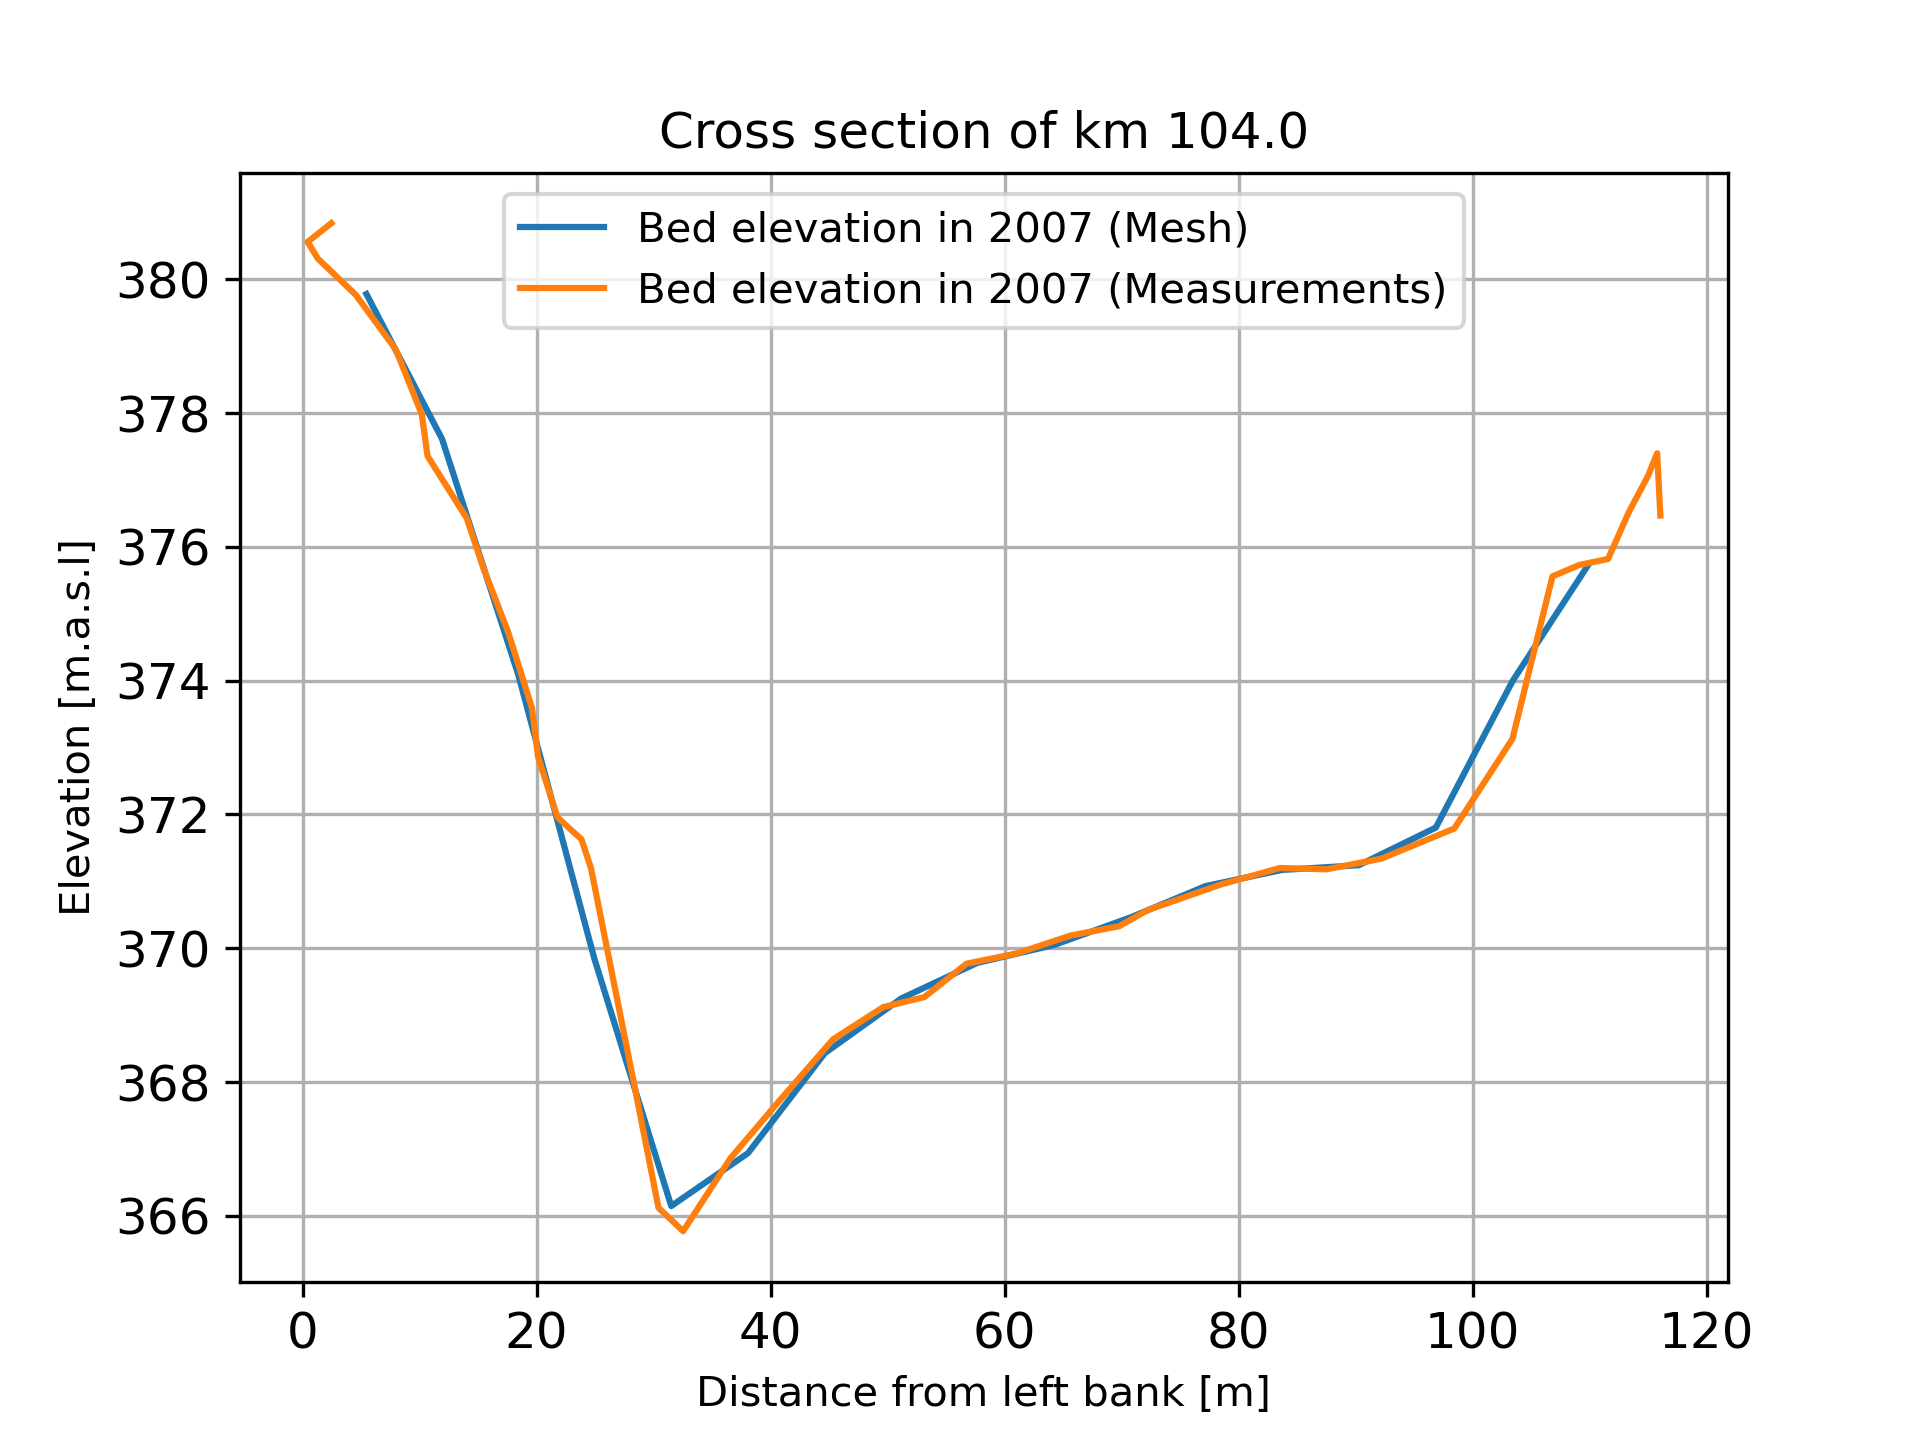 Cross section of km 104.0
Bed elevation in 2007 (Mesh)
Bed elevation in 2007 (Measurements)
Elevation [m.a.s.l]
380
378
376
374
372
370
368
366
0 20 40 60 80 100 120
Distance from left bank [m]